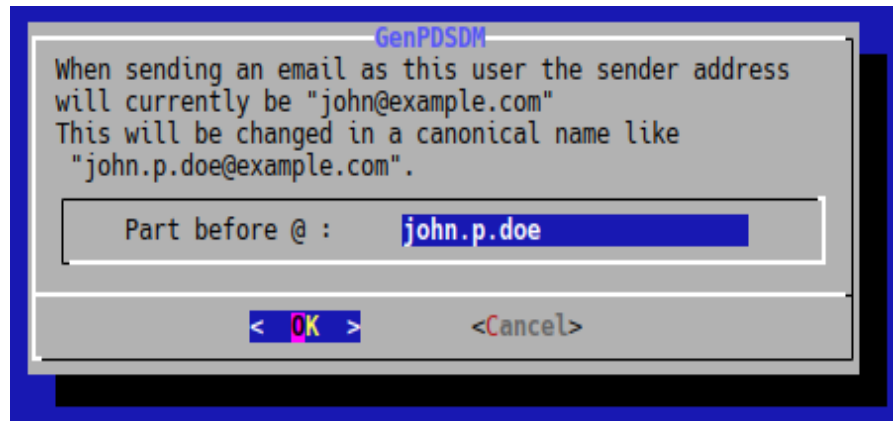 GenPDSDM
When sending an email as this user the sender address
will currently be "john@example.com"
This will be changed in a canonical name like
"john.p.doe@example.com".
Part before @ : john.p.doe
< OK > <Cancel>